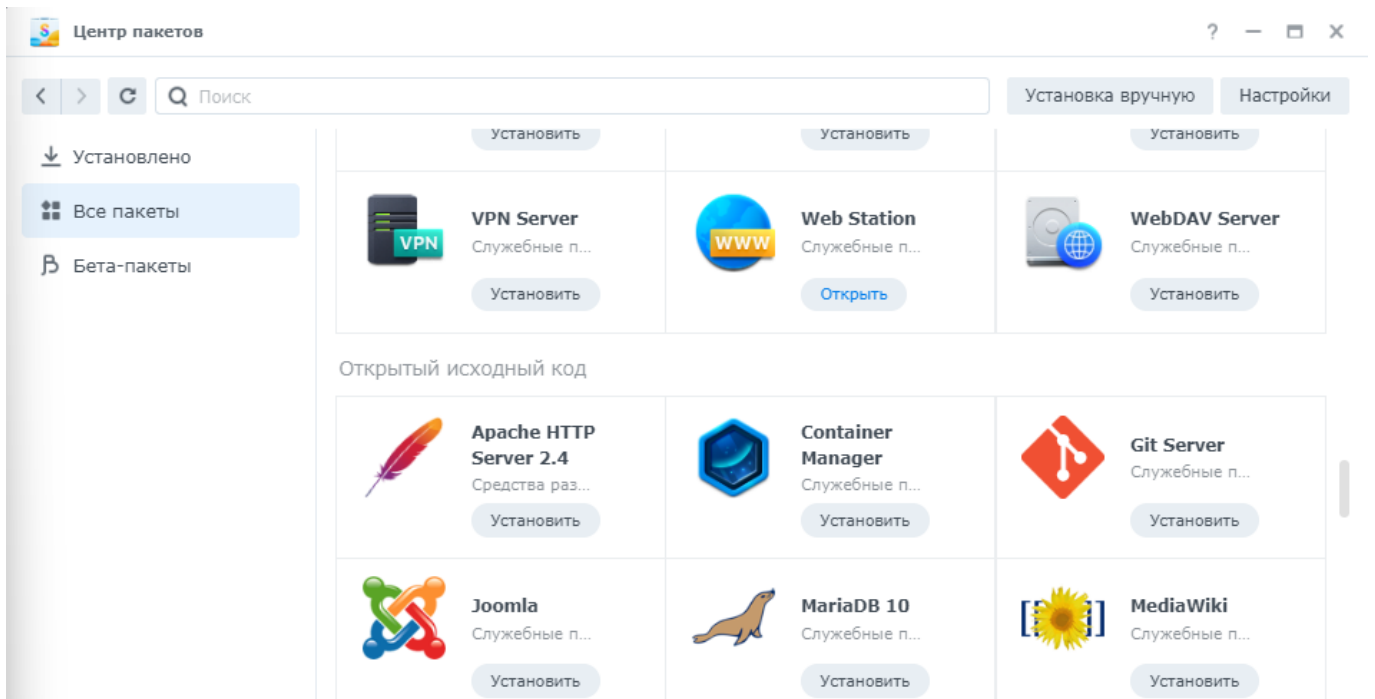 Центр пакетов
?
Поиск
Установка вручную
Настройки
Установлено
Все пакеты
Бета-пакеты
Установить
Установить
Установить
VPN
VPN Server
Служебные п...
Установить
WWW
Web Station
Служебные п...
Открыть
WebDAV Server
Служебные п...
Установить
Открытый исходный код
Apache HTTP
Server 2.4
Средства раз...
Установить
Container
Manager
Служебные п...
Установить
Git Server
Служебные п...
Установить
Joomla
Служебные п...
Установить
MariaDB 10
Служебные п...
Установить
[[ ]]
MediaWiki
Служебные п...
Установить